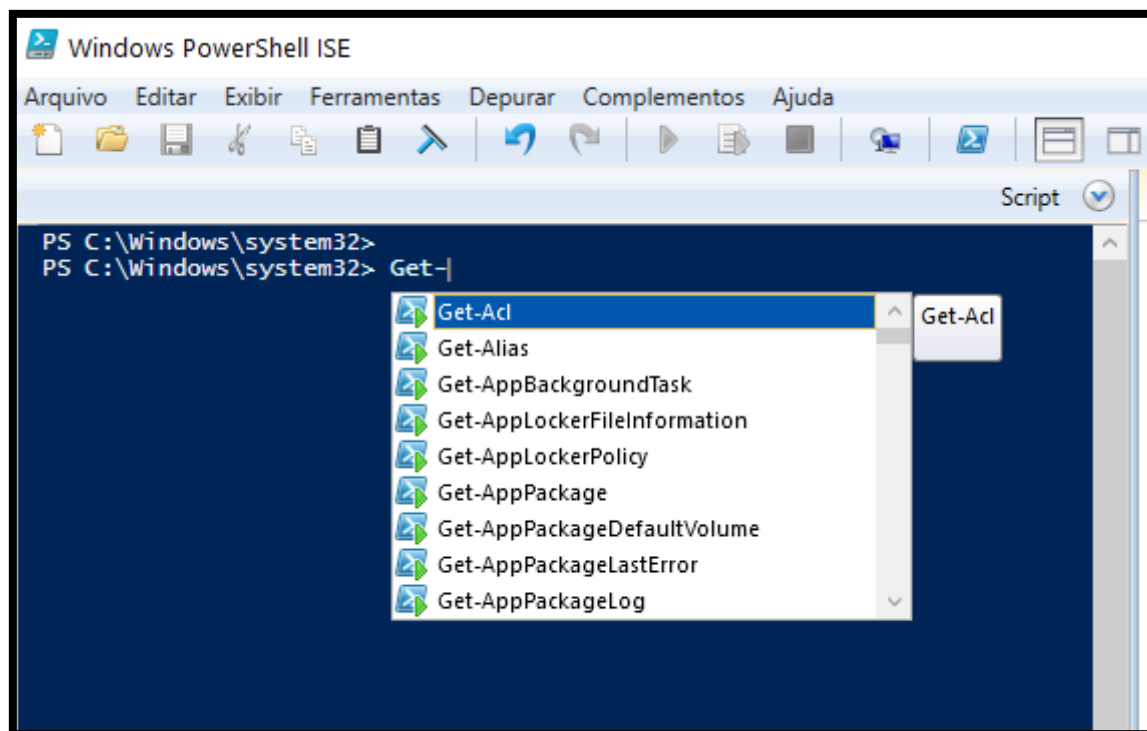 Windows PowerShell ISE
Arquivo Editar Exibir Ferramentas Depurar Complementos Ajuda
Script
PS C:\Windows\system32>
PS C:\Windows\system32> Get-
Get-Acl
Get-Acl
Get-Alias
Get-AppBackgroundTask
Get-AppLockerFileInformation
Get-AppLockerPolicy
Get-AppPackage
Get-AppPackageDefaultVolume
Get-AppPackageLastError
Get-AppPackageLog